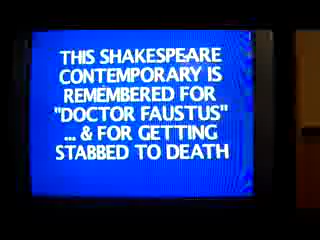 THIS SHAKESPEARE
CONTEMPORARY IS
REMEMBERED FOR
"DOCTOR FAUSTUS"
... & FOR GETTING
STABBED TO DEATH